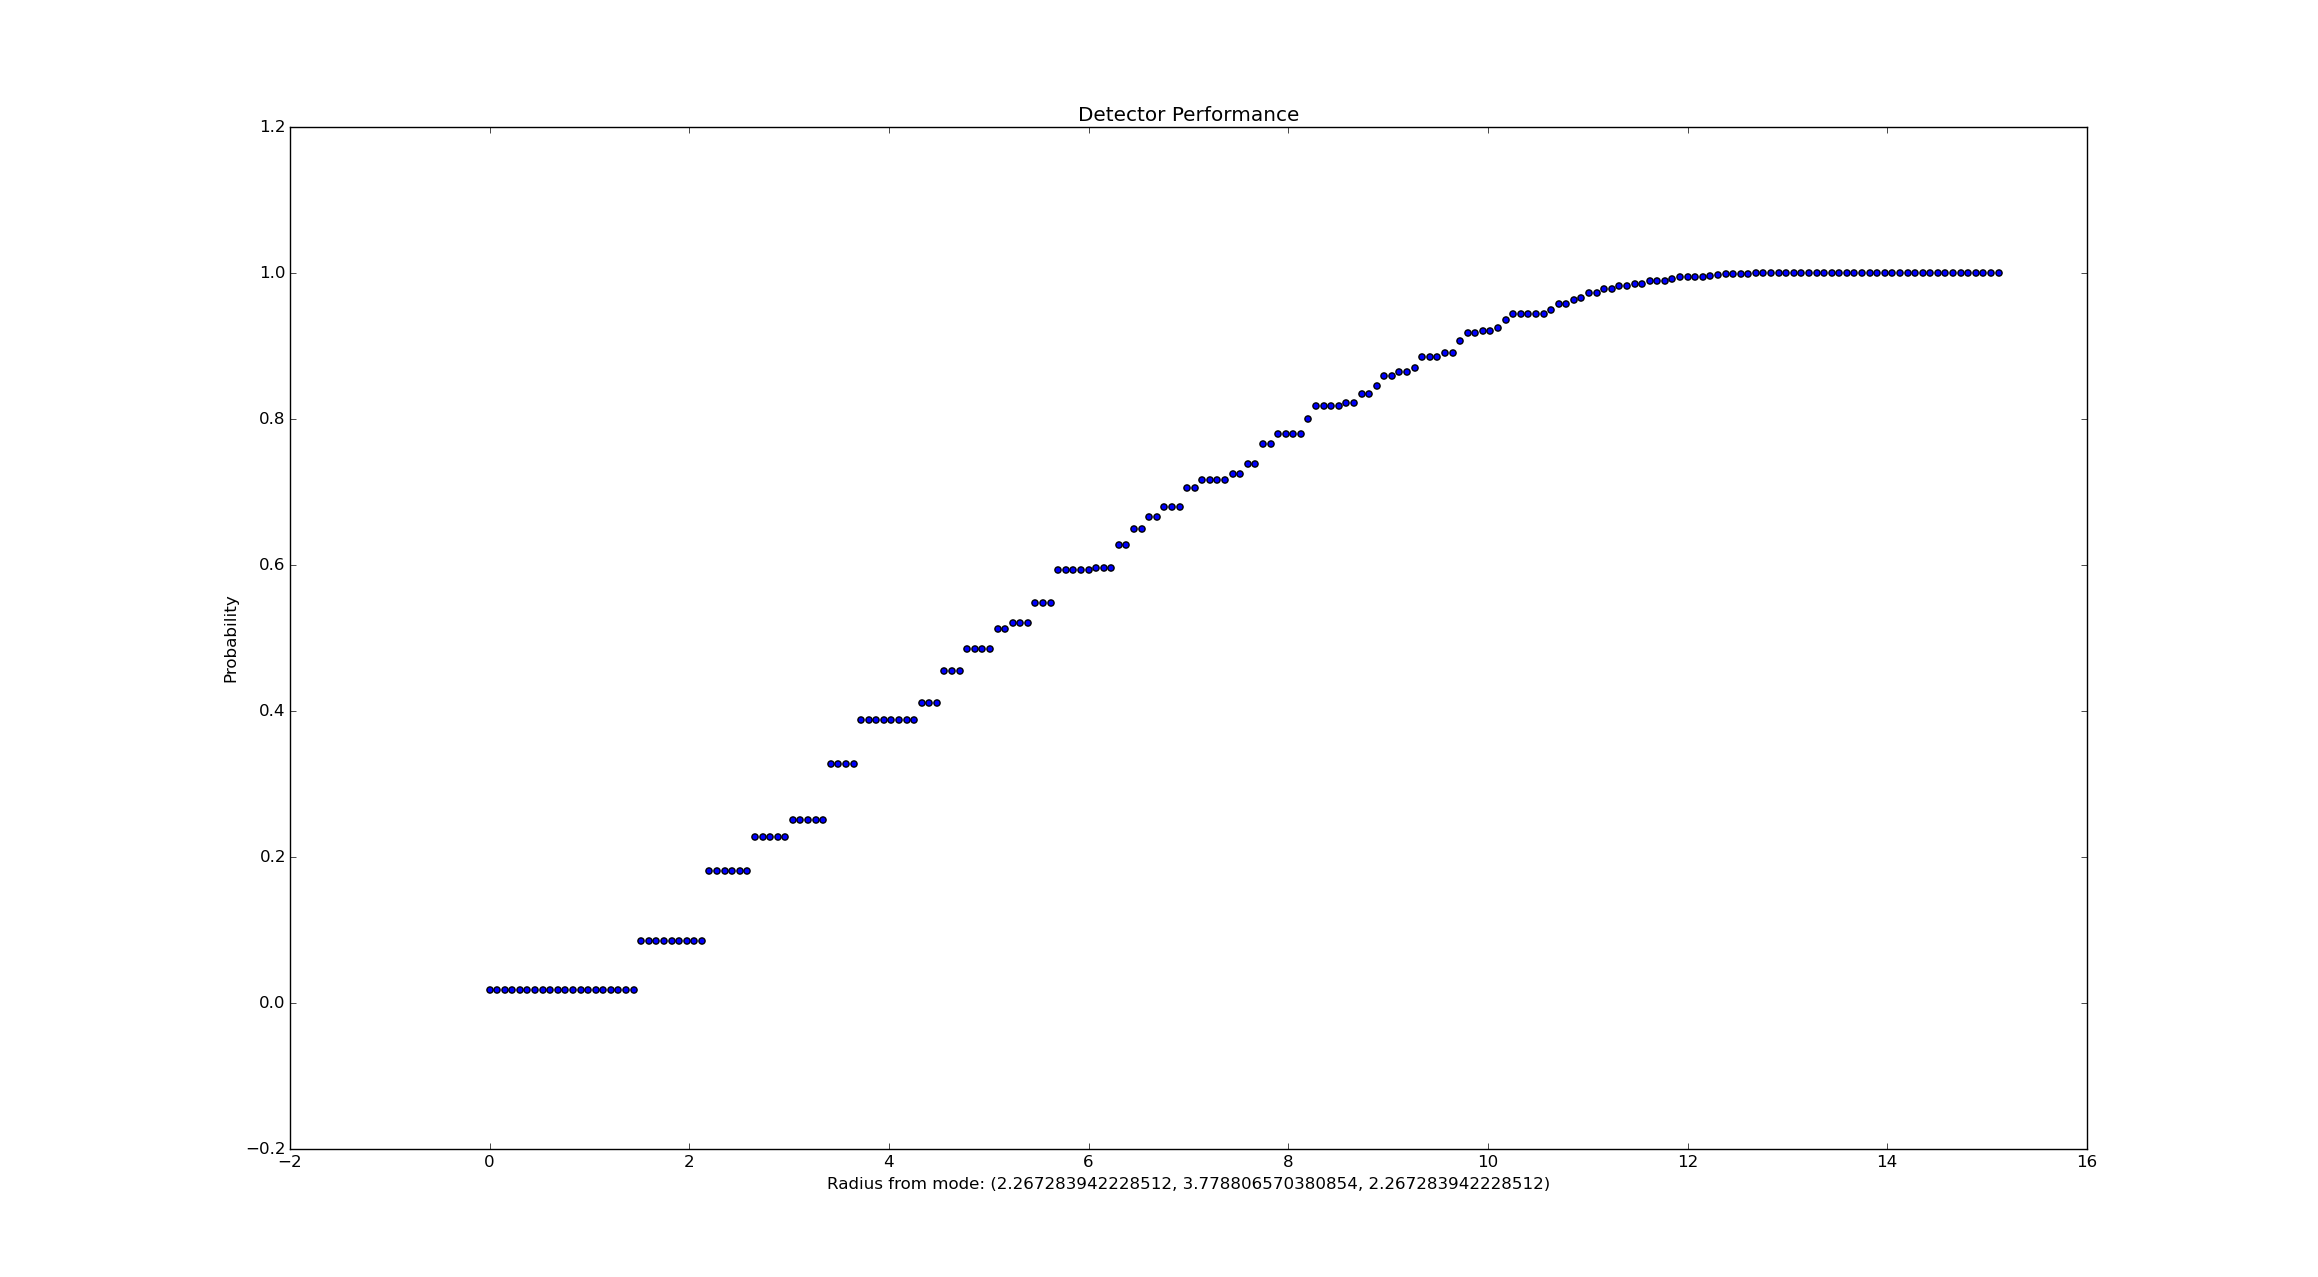 Detector Performance
1.2
1.0
0.8
0.6
0.4
0.2
0.0
−0.2
Probability
−2 0 2 4 6 8 10 12 14 16
Radius from mode: (2.267283942228512, 3.778806570380854, 2.267283942228512)